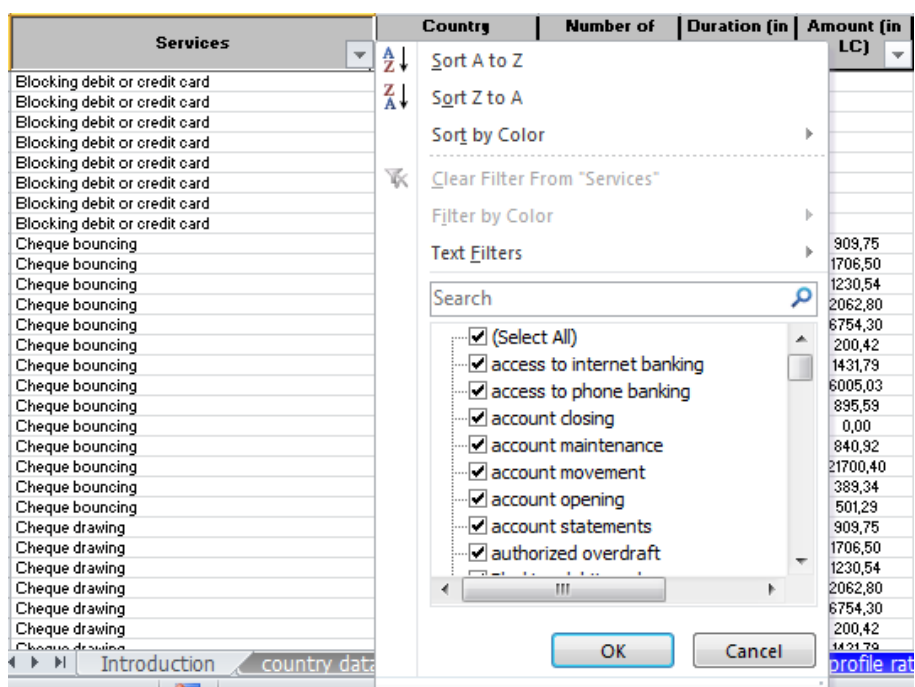 Services
Country
Number of
Duration (in
Amount (in
LC)
Blocking debit or credit card
Blocking debit or credit card
Blocking debit or credit card
Blocking debit or credit card
Blocking debit or credit card
Blocking debit or credit card
Blocking debit or credit card
Blocking debit or credit card
Cheque bouncing 909,75
Cheque bouncing 1706,50
Cheque bouncing 1230,54
Cheque bouncing 2062,80
Cheque bouncing 6754,30
Cheque bouncing 200,42
Cheque bouncing 1431,79
Cheque bouncing 6005,03
Cheque bouncing 895,59
Cheque bouncing 0,00
Cheque bouncing 840,92
Cheque bouncing 21700,40
Cheque bouncing 389,34
Cheque bouncing 501,29
Cheque drawing 909,75
Cheque drawing 1706,50
Cheque drawing 1230,54
Cheque drawing 2062,80
Cheque drawing 6754,30
Cheque drawing 200,42
Cheque drawing 1431,79
Sort A to Z
Sort Z to A
Sort by Color
Clear Filter From "Services"
Filter by Color
Text Filters
Search
(Select All)
access to internet banking
access to phone banking
account closing
account maintenance
account movement
account opening
account statements
authorized overdraft
OK
Cancel
Introduction
country data
profile rat